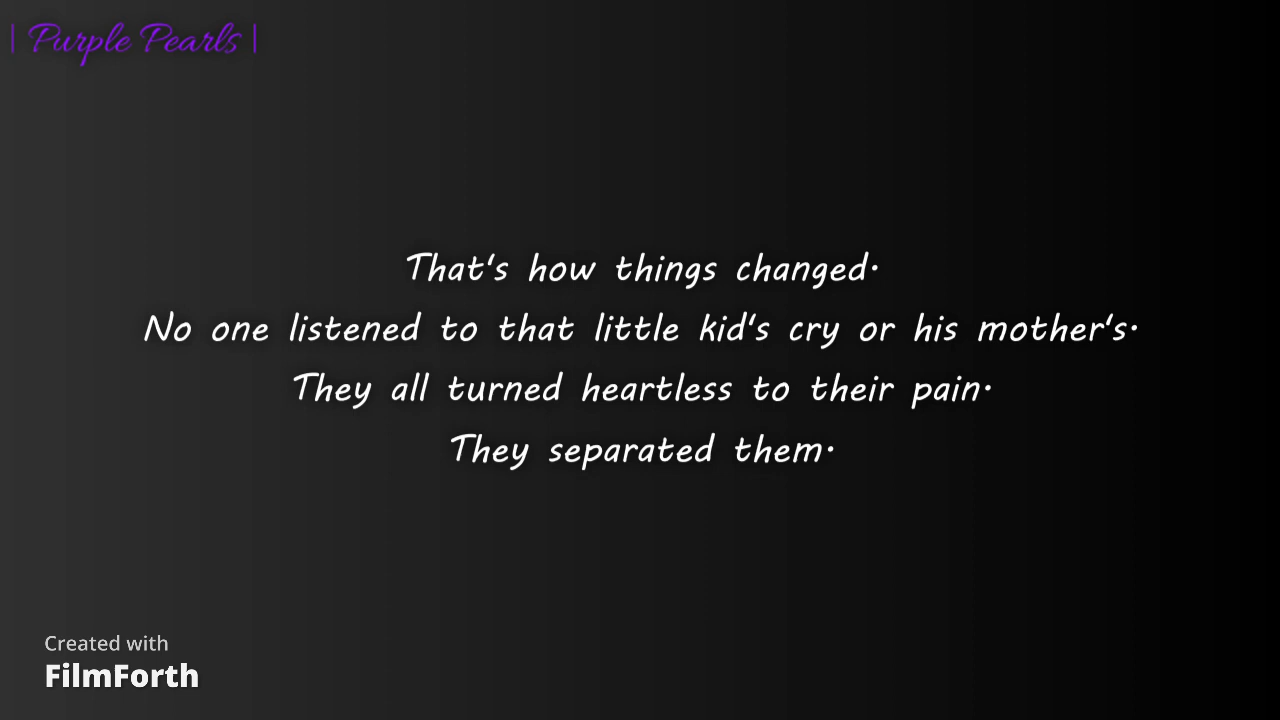 | Purple Pearls |
That's how things changed.
No one listened to that little kid's cry or his mother's.
They all turned heartless to their pain.
They separated them.
Created with
FilmForth